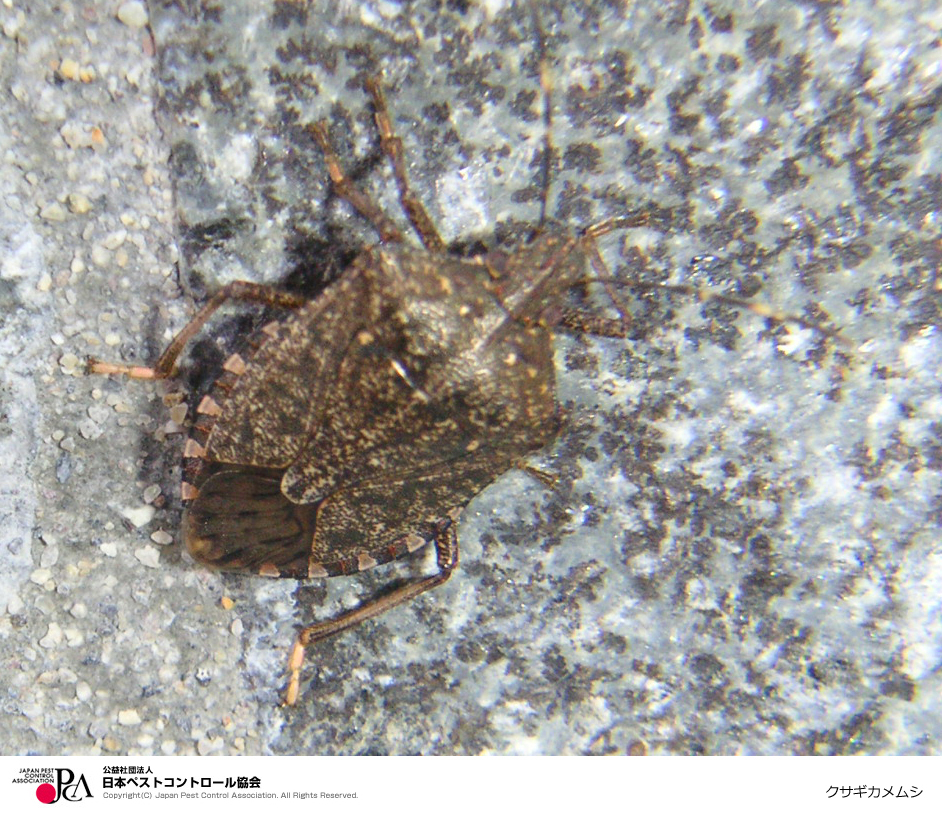 JAPAN PEST
CONTROL
ASSOCIATION
JPCA
公益社団法人
日本ペストコントロール協会
Copyright(C) Japan Pest Control Association. All Rights Reserved.
クサギカメムシ